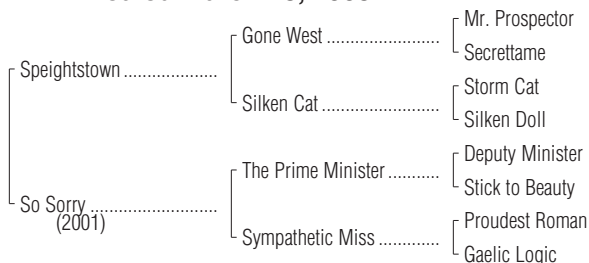 Mr. Prospector
Gone West ........................
Secrettame
Speightstown ....................
Storm Cat
Silken Cat .........................
Silken Doll
Deputy Minister
The Prime Minister ...........
Stick to Beauty
So Sorry ...........................
(2001)
Proudest Roman
Sympathetic Miss .............
Gaelic Logic